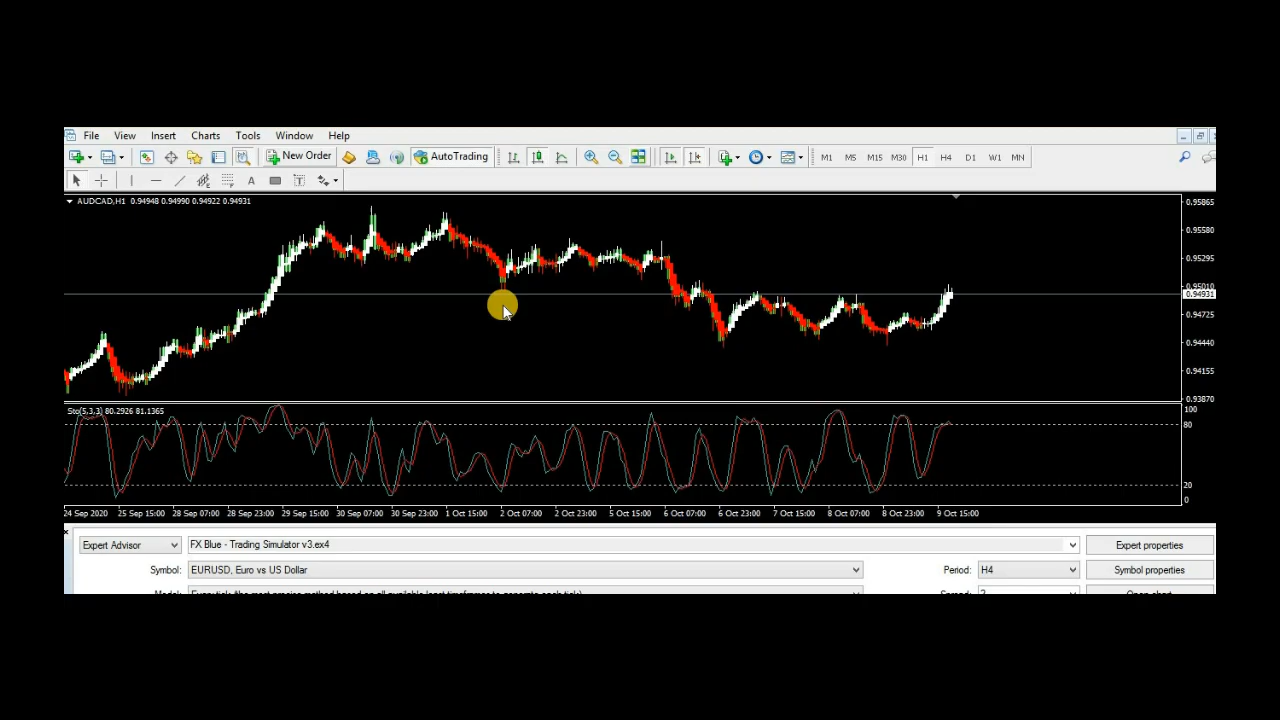 File View Insert Charts Tools Window Help
New Order AutoTrading M1 M5 M15 M30 H1 H4 D1 W1 MN
A T
AUDCAD,H1 0.94948 0.94990 0.94922 0.94931
0.95865
0.95580
0.95295
0.95010
0.94931
0.94725
0.94440
0.94155
0.93870
Sto(5,3,3) 80.2926 81.1365
100
80
20
0
24 Sep 2020 25 Sep 15:00 28 Sep 07:00 28 Sep 23:00 29 Sep 15:00 30 Sep 07:00 30 Sep 23:00 1 Oct 15:00 2 Oct 07:00 2 Oct 23:00 5 Oct 15:00 6 Oct 07:00 6 Oct 23:00 7 Oct 15:00 8 Oct 07:00 8 Oct 23:00 9 Oct 15:00
Expert Advisor FX Blue - Trading Simulator v3.ex4 Expert properties
Symbol: EURUSD, Euro vs US Dollar Period: H4 Symbol properties